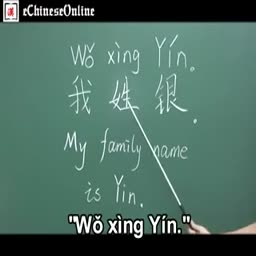 eChineseOnline
Wǒ xìng Yín.
我 姓 银.
My family name
is Yin.
"Wǒ xìng Yín."